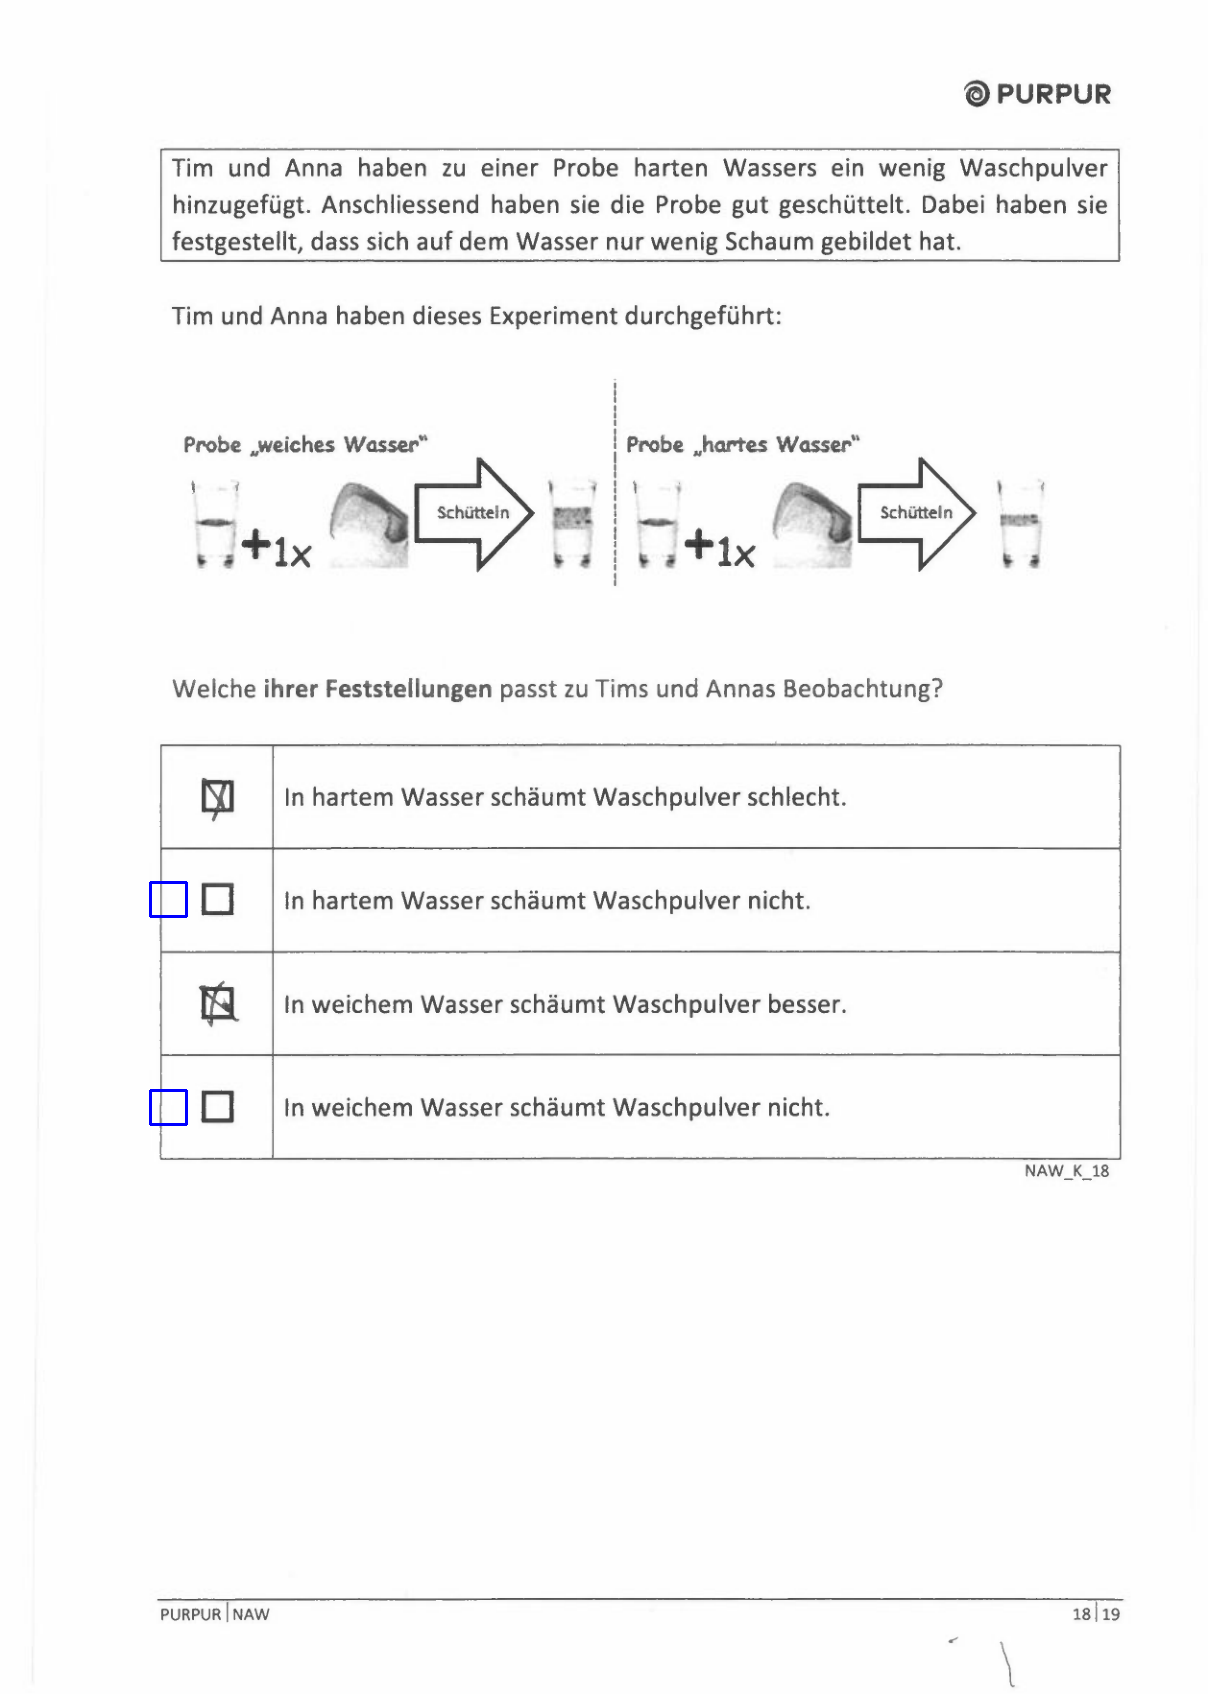 PURPUR
Tim und Anna haben zu einer Probe harten Wassers ein wenig Waschpulver
hinzugefügt. Anschliessend haben sie die Probe gut geschüttelt. Dabei haben sie
festgestellt, dass sich auf dem Wasser nur wenig Schaum gebildet hat.
Tim und Anna haben dieses Experiment durchgeführt:
Probe „weiches Wasser"
+1x
Schütteln
Probe „hartes Wasser"
+1x
Schütteln
Welche ihrer Feststellungen passt zu Tims und Annas Beobachtung?
In hartem Wasser schäumt Waschpulver schlecht.
In hartem Wasser schäumt Waschpulver nicht.
In weichem Wasser schäumt Waschpulver besser.
In weichem Wasser schäumt Waschpulver nicht.
NAW_K_18
PURPUR | NAW
18 | 19